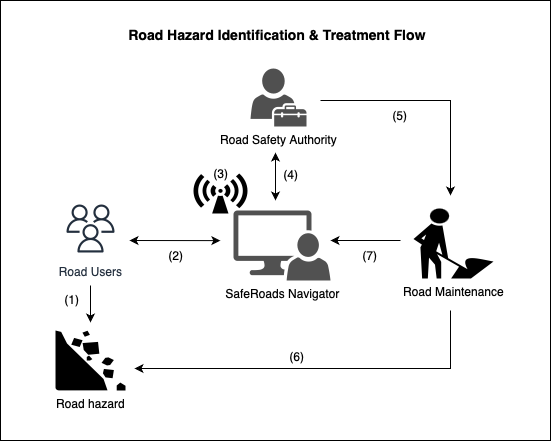 Road Hazard Identification & Treatment Flow
Road Safety Authority
(5)
(3)
(4)
(2)
(7)
Road Users
SafeRoads Navigator
Road Maintenance
(1)
(6)
Road hazard